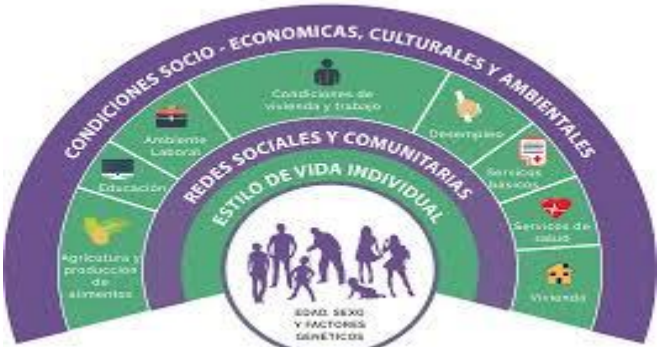 CONDICIONES SOCIO - ECONOMICAS, CULTURALES Y AMBIENTALES
Condiciones de
vivienda y trabajo
Ambiente
Laboral
Desempleo
Educación
Servicios
básicos
Agricultura y
producción
de
alimentos
Servicios de
salud
Vivienda
REDES SOCIALES Y COMUNITARIAS
ESTILO DE VIDA INDIVIDUAL
EDAD, SEXO
Y FACTORES
GENÉTICOS